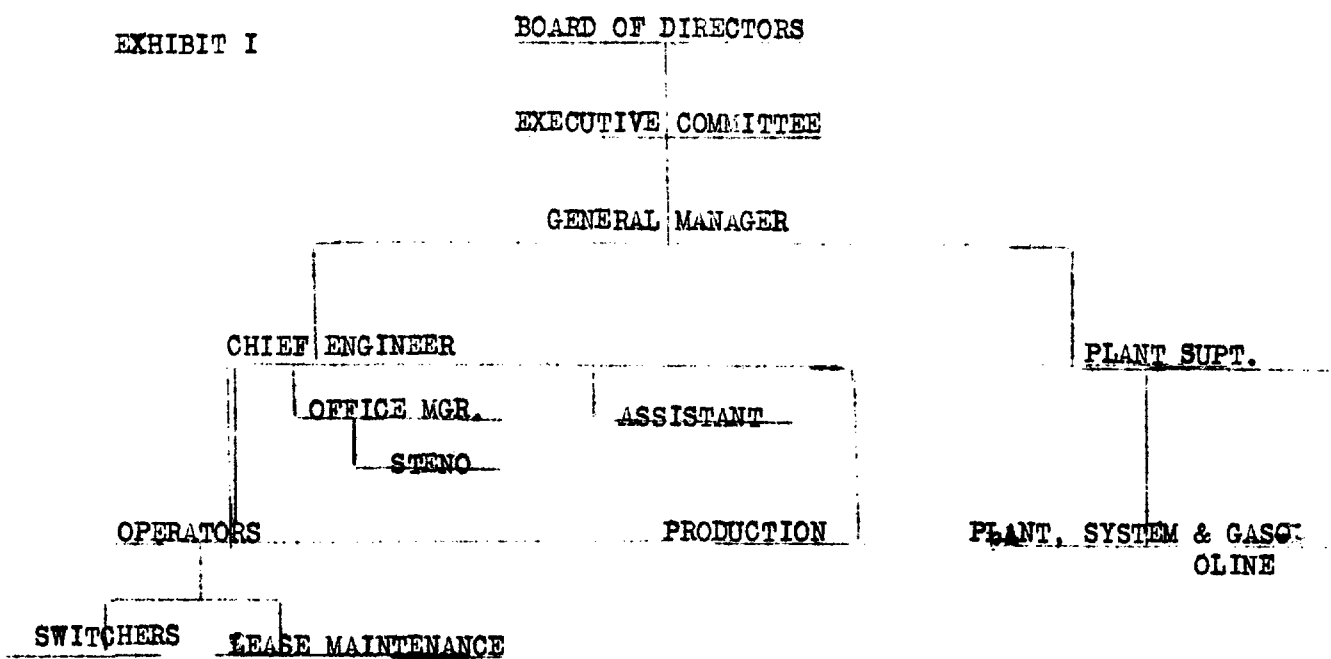 EXHIBIT I
BOARD OF DIRECTORS
EXECUTIVE COMMITTEE
GENERAL MANAGER
CHIEF ENGINEER
PLANT SUPT.
OFFICE MGR.
ASSISTANT
STENO
OPERATORS
PRODUCTION
PLANT, SYSTEM & GASO-
OLINE
SWITCHERS
LEASE MAINTENANCE